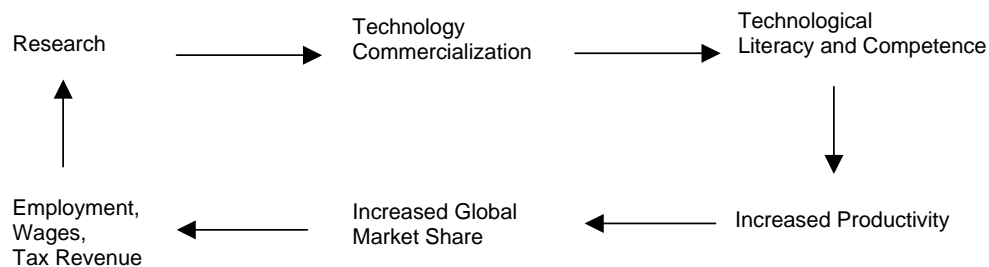 Research
Technology
Commercialization
Technological
Literacy and Competence
Employment,
Wages,
Tax Revenue
Increased Global
Market Share
Increased Productivity